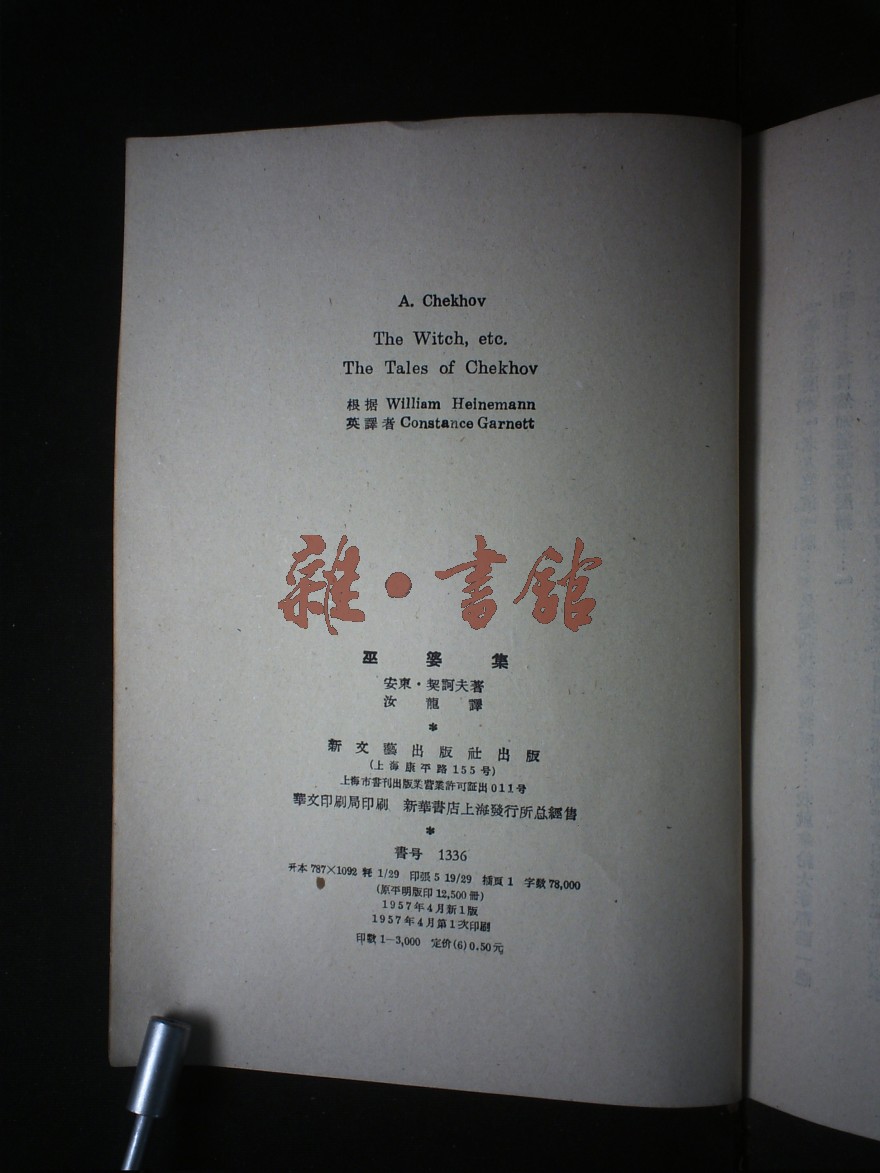 A. Chekhov
The Witch, etc.
The Tales of Chekhov
根据 William Heinemann
英譯者 Constance Garnett
雜·書館
巫婆集
安東·契訶夫著
汝龍譯
*
新文藝出版社出版
(上海康平路155号)
上海市書刊出版業營業許可証出011号
華文印刷局印刷 新華書店上海發行所总經售
*
書号 1336
开本 787×1092 耗 1/29 印張 5 19/29 插頁 1 字數 78,000
(原平明版印 12,500 册)
1957年4月新1版
1957年4月第1次印刷
印數 1—3,000 定价(6) 0.50元